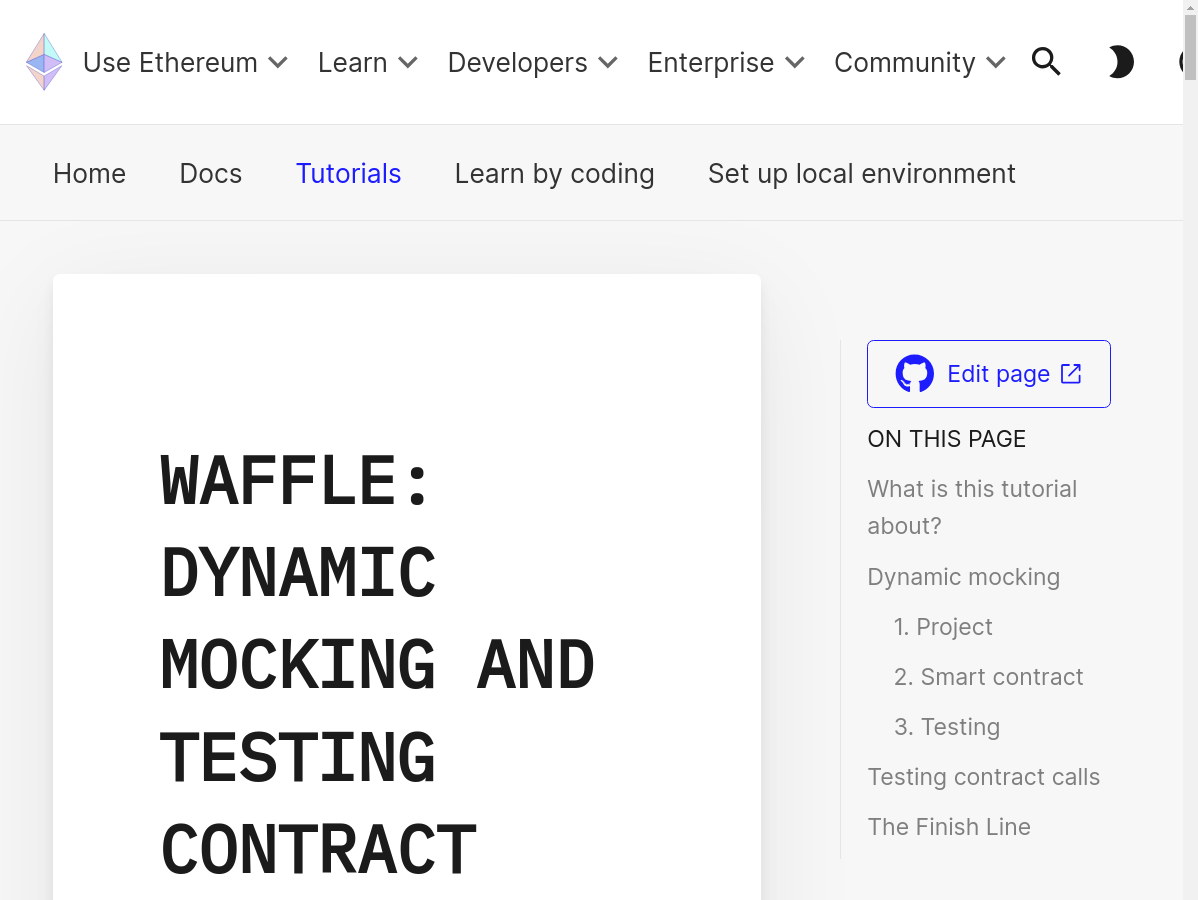 Use Ethereum Learn Developers Enterprise Community
Home Docs Tutorials Learn by coding Set up local environment
WAFFLE:
DYNAMIC
MOCKING AND
TESTING
CONTRACT
Edit page
ON THIS PAGE
What is this tutorial
about?
Dynamic mocking
1. Project
2. Smart contract
3. Testing
Testing contract calls
The Finish Line